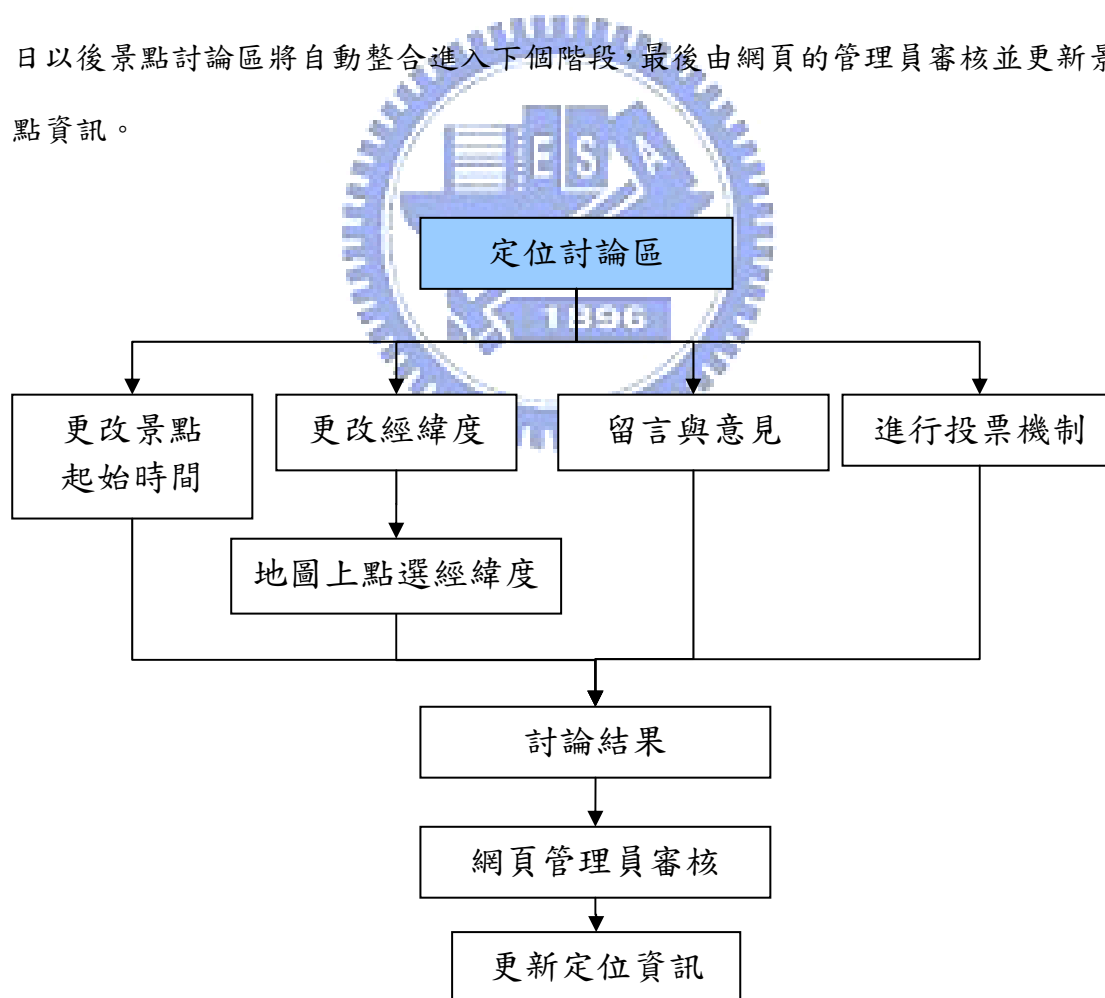 日以後景點討論區將自動整合進入下個階段，最後由網頁的管理員審核並更新景
點資訊。
E S A
定位討論區
1896
更改景點
起始時間
更改經緯度
留言與意見
進行投票機制
地圖上點選經緯度
討論結果
網頁管理員審核
更新定位資訊